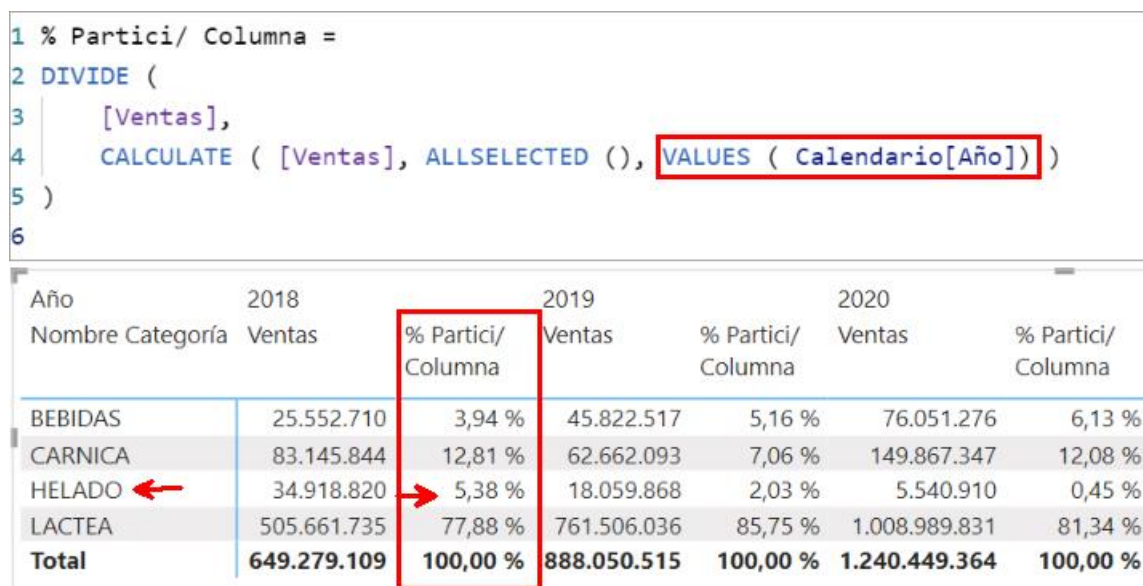 1 % Partici/ Columna =
2 DIVIDE (
3 [Ventas],
4 CALCULATE ( [Ventas], ALLSELECTED (), VALUES ( Calendario[Año]) )
5 )
6
Año 2018 2019 2020
Nombre Categoría Ventas % Partici/ Columna Ventas % Partici/ Columna Ventas % Partici/ Columna
BEBIDAS 25.552.710 3,94 % 45.822.517 5,16 % 76.051.276 6,13 %
CARNICA 83.145.844 12,81 % 62.662.093 7,06 % 149.867.347 12,08 %
HELADO 34.918.820 5,38 % 18.059.868 2,03 % 5.540.910 0,45 %
LACTEA 505.661.735 77,88 % 761.506.036 85,75 % 1.008.989.831 81,34 %
Total 649.279.109 100,00 % 888.050.515 100,00 % 1.240.449.364 100,00 %